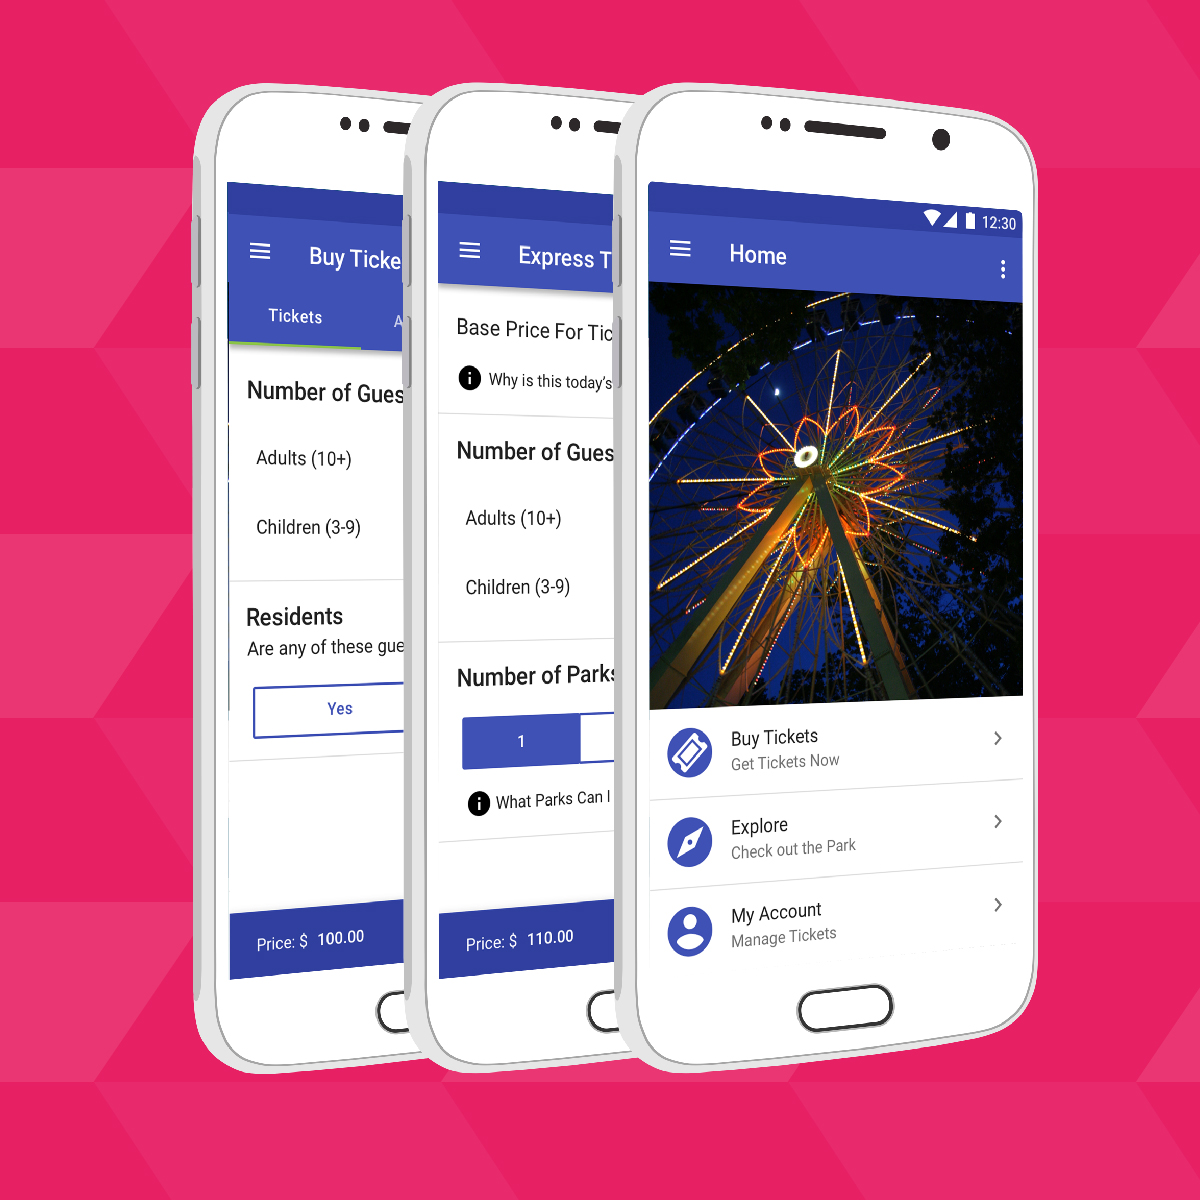 Buy Ticke
Tickets
A
Number of Gues
Adults (10+)
Children (3-9)
Residents
Are any of these gue
Yes
Price: $ 100.00
Express T
Base Price For Tic
Why is this today's
Number of Gues
Adults (10+)
Children (3-9)
Number of Parks
1
What Parks Can I
Price: $ 110.00
12:30
Home
Buy Tickets
Get Tickets Now
Explore
Check out the Park
My Account
Manage Tickets